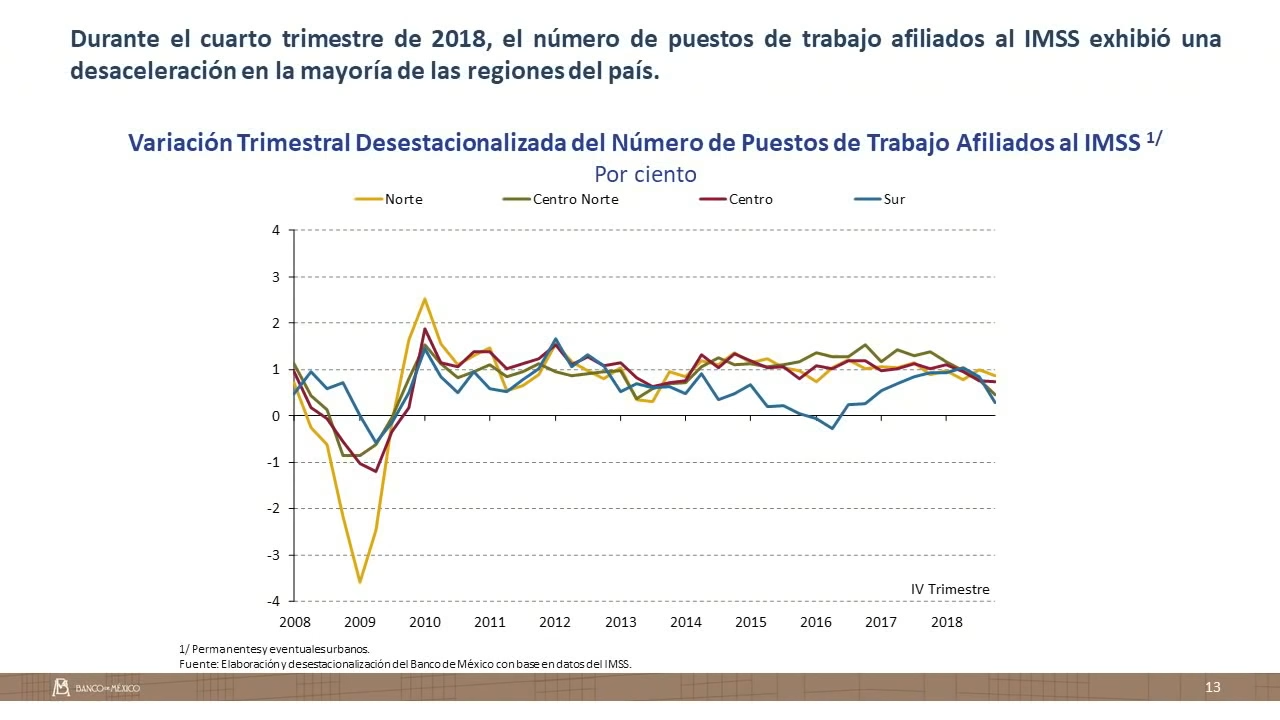 Durante el cuarto trimestre de 2018, el número de puestos de trabajo afiliados al IMSS exhibió una
desaceleración en la mayoría de las regiones del país.
Variación Trimestral Desestacionalizada del Número de Puestos de Trabajo Afiliados al IMSS 1/
Por ciento
Norte Centro Norte Centro Sur
4
3
2
1
0
-1
-2
-3
-4
IV Trimestre
2008 2009 2010 2011 2012 2013 2014 2015 2016 2017 2018
1/ Permanentes y eventuales urbanos.
Fuente: Elaboración y desestacionalización del Banco de México con base en datos del IMSS.
BANCO DE MÉXICO
13